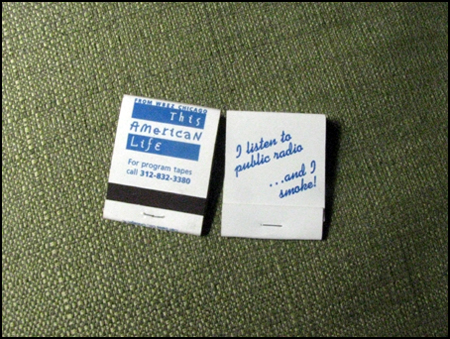 FROM WBEZ CHICAGO
This
American
Life
For program tapes
call 312-832-3380
I listen to
public radio
...and I
smoke!